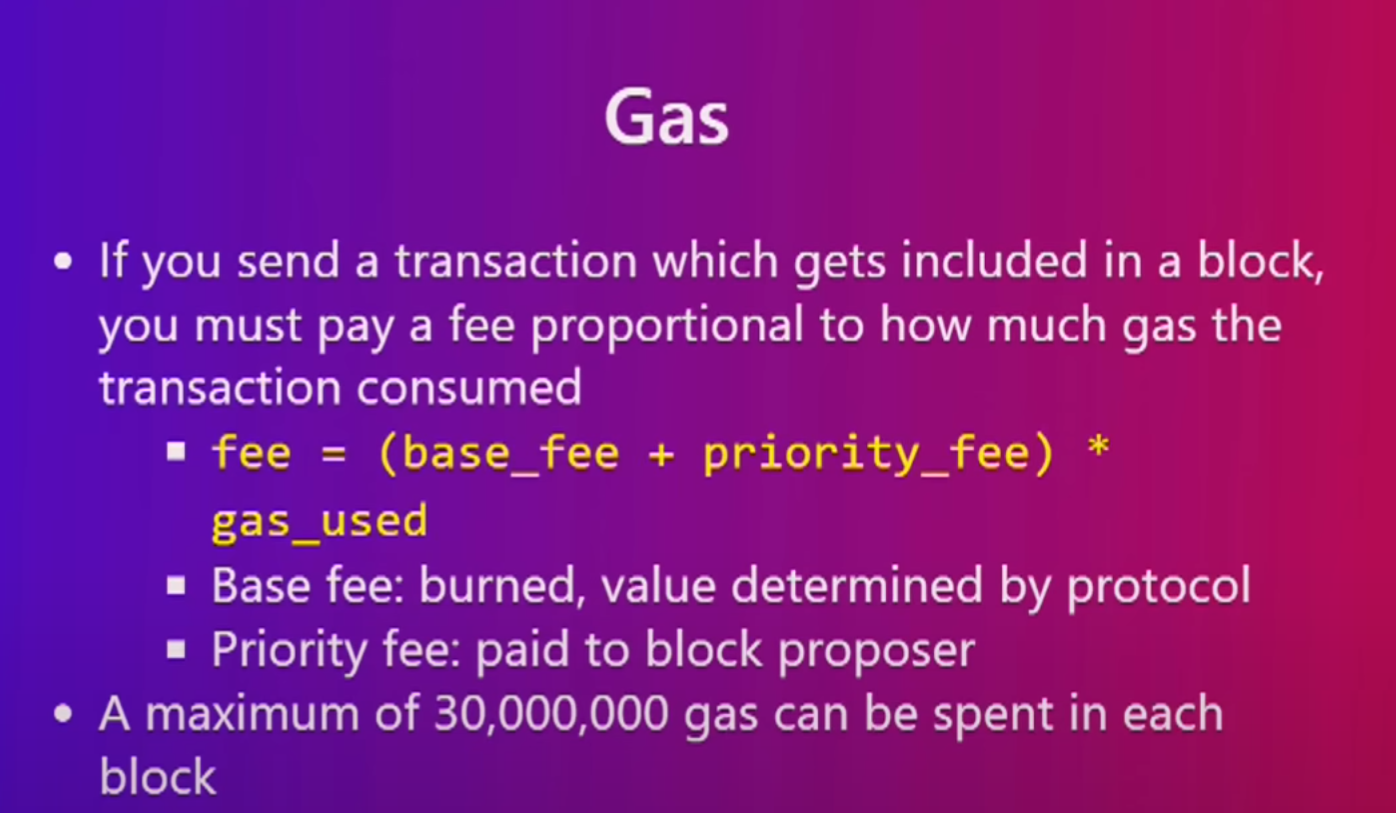 Gas
• If you send a transaction which gets included in a block,
you must pay a fee proportional to how much gas the
transaction consumed
▪ fee = (base_fee + priority_fee) *
gas_used
▪ Base fee: burned, value determined by protocol
▪ Priority fee: paid to block proposer
• A maximum of 30,000,000 gas can be spent in each
block